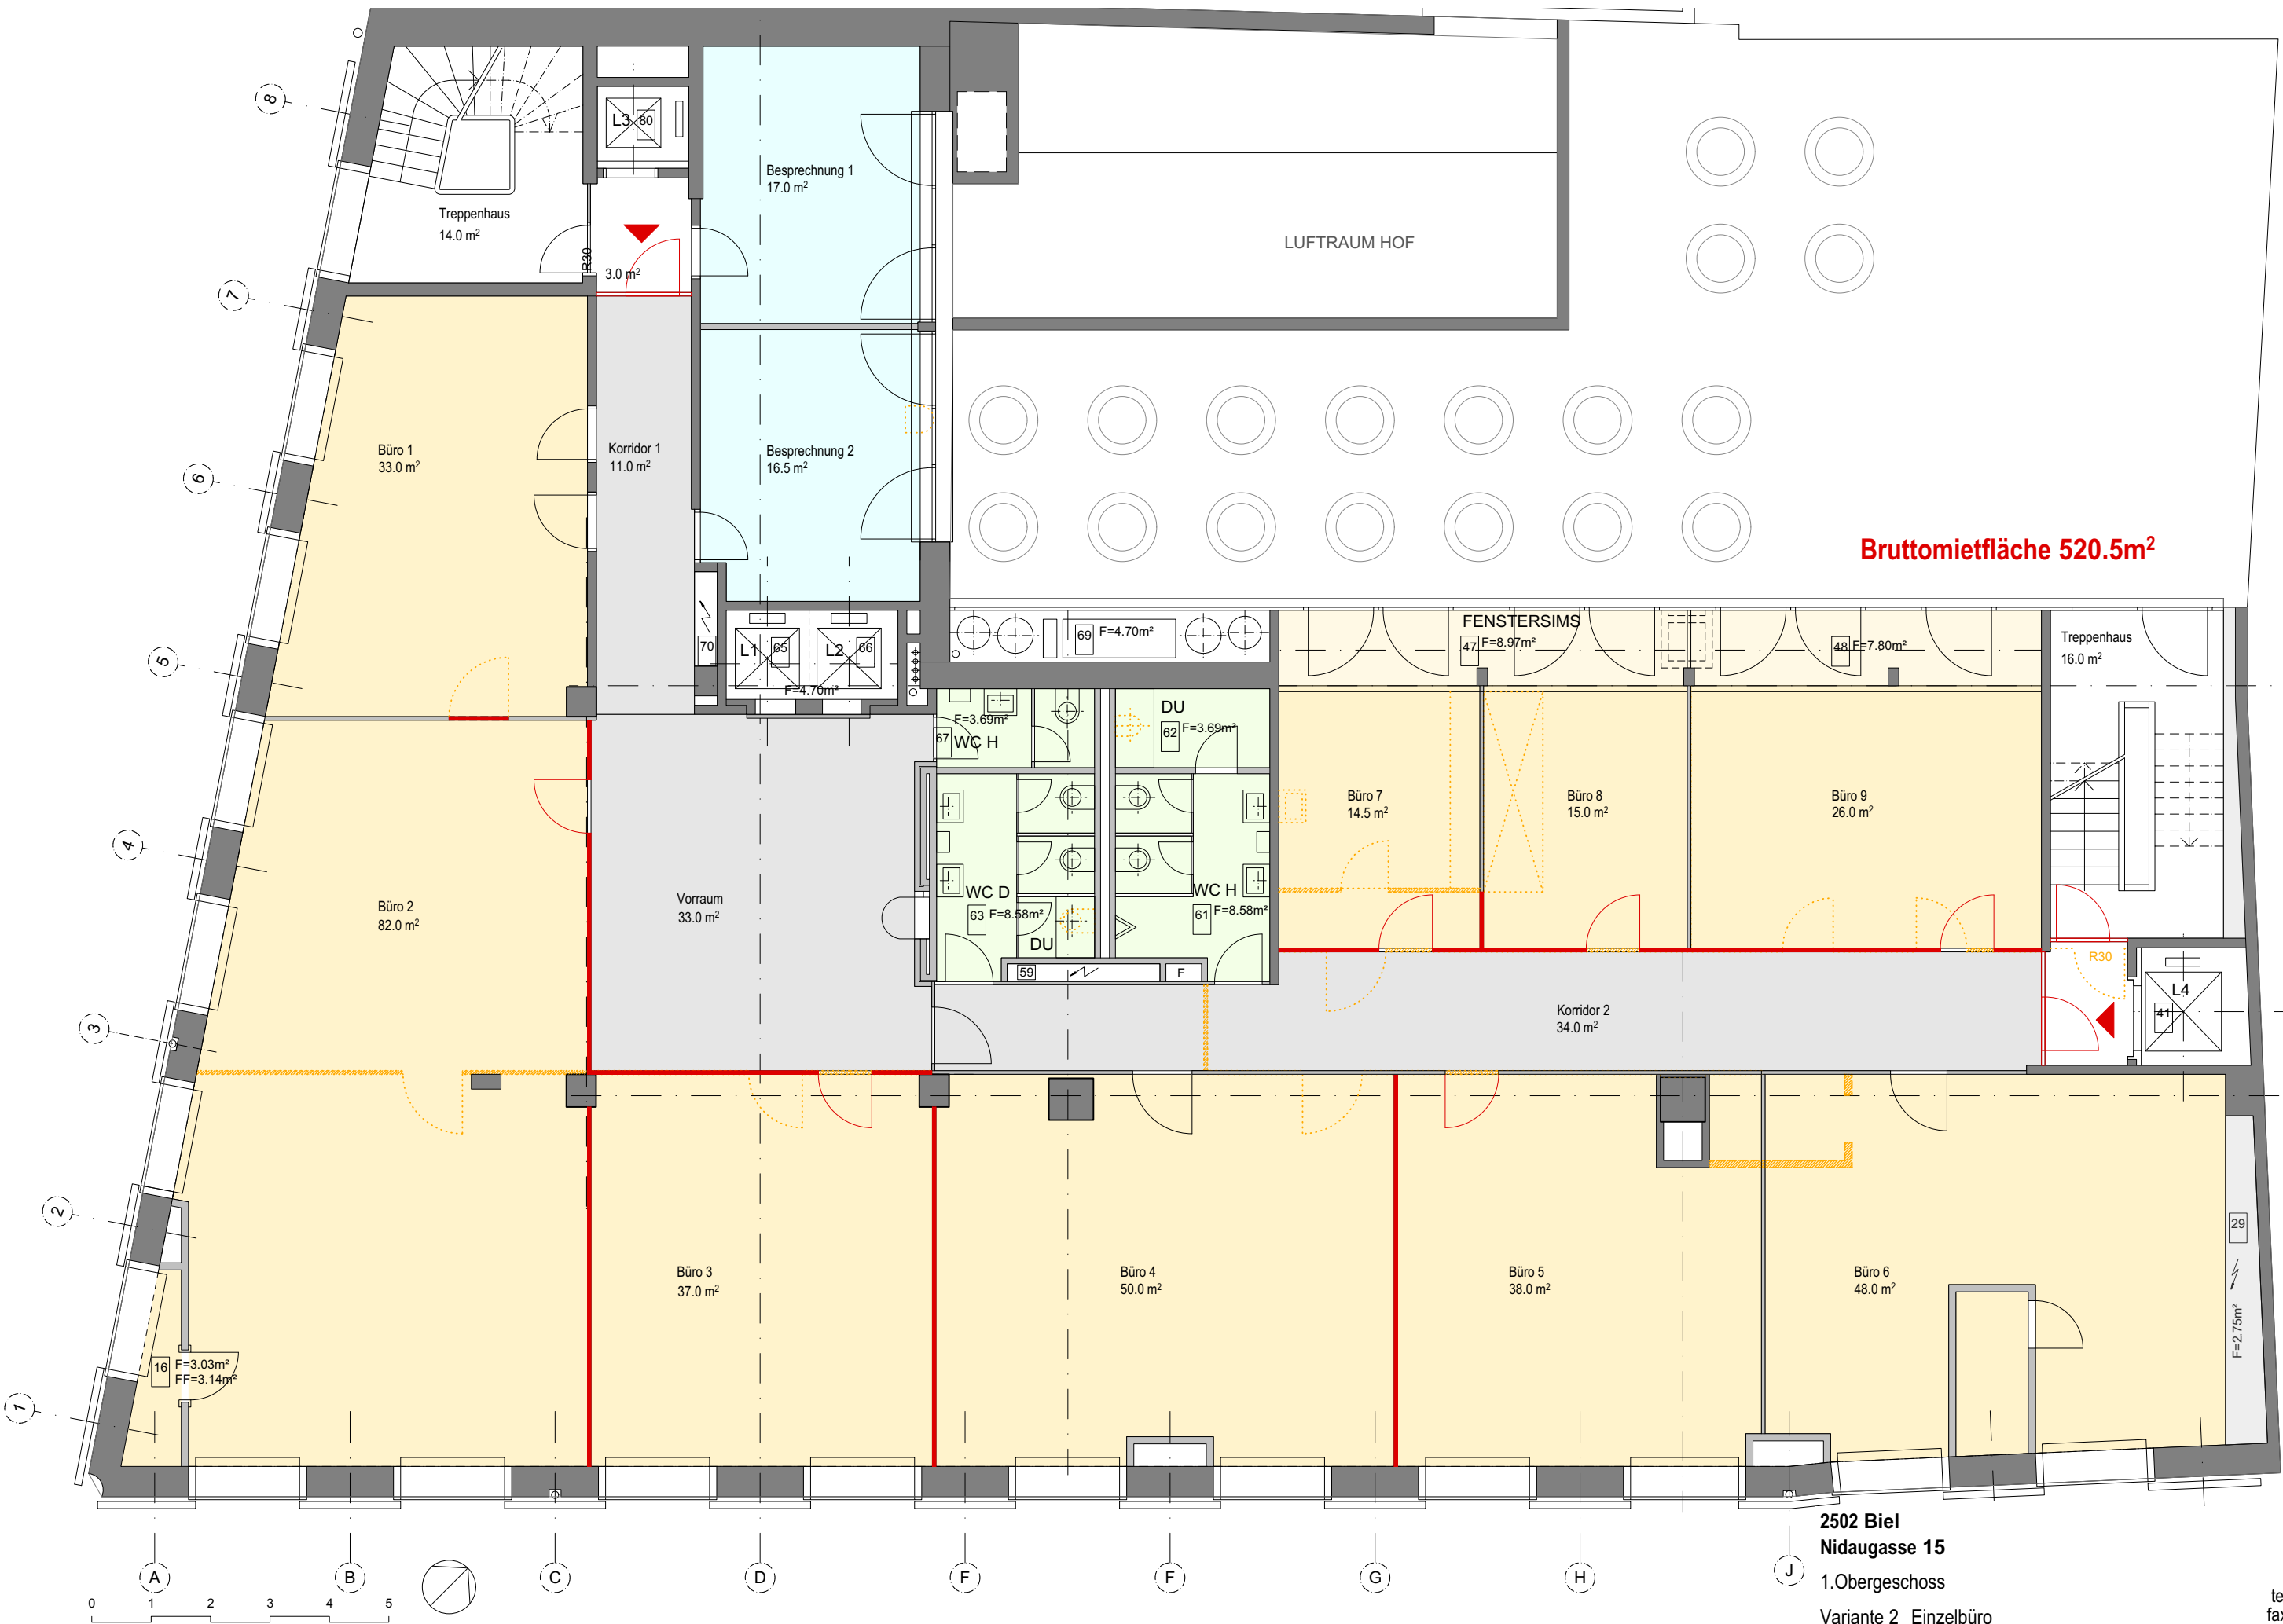 8
L3
80
Besprechnung 1
17.0 m²
Treppenhaus
14.0 m²
LUFTRAUM HOF
R30
3.0 m²
7
Büro 1
33.0 m²
Korridor 1
11.0 m²
Besprechnung 2
16.5 m²
6
Bruttomietfläche 520.5m²
5
70
L1
65
L2
66
F=4.70m²
69
F=4.70m²
FENSTERSIMS
47
F=8.97m²
48
F=7.80m²
Treppenhaus
16.0 m²
F=3.69m²
67
WC H
DU
62
F=3.69m²
4
Büro 7
14.5 m²
Büro 8
15.0 m²
Büro 9
26.0 m²
Büro 2
82.0 m²
Vorraum
33.0 m²
WC D
63
F=8.58m²
DU
WC H
61
F=8.58m²
59
F
R30
L4
41
3
Korridor 2
34.0 m²
2
Büro 3
37.0 m²
Büro 4
50.0 m²
Büro 5
38.0 m²
Büro 6
48.0 m²
29
F=2.75m²
16
F=3.03m²
FF=3.14m²
1
A
B
C
D
F
F
G
H
J
0
1
2
3
4
5
2502 Biel
Nidaugasse 15
1.Obergeschoss
Variante 2 Einzelbüro